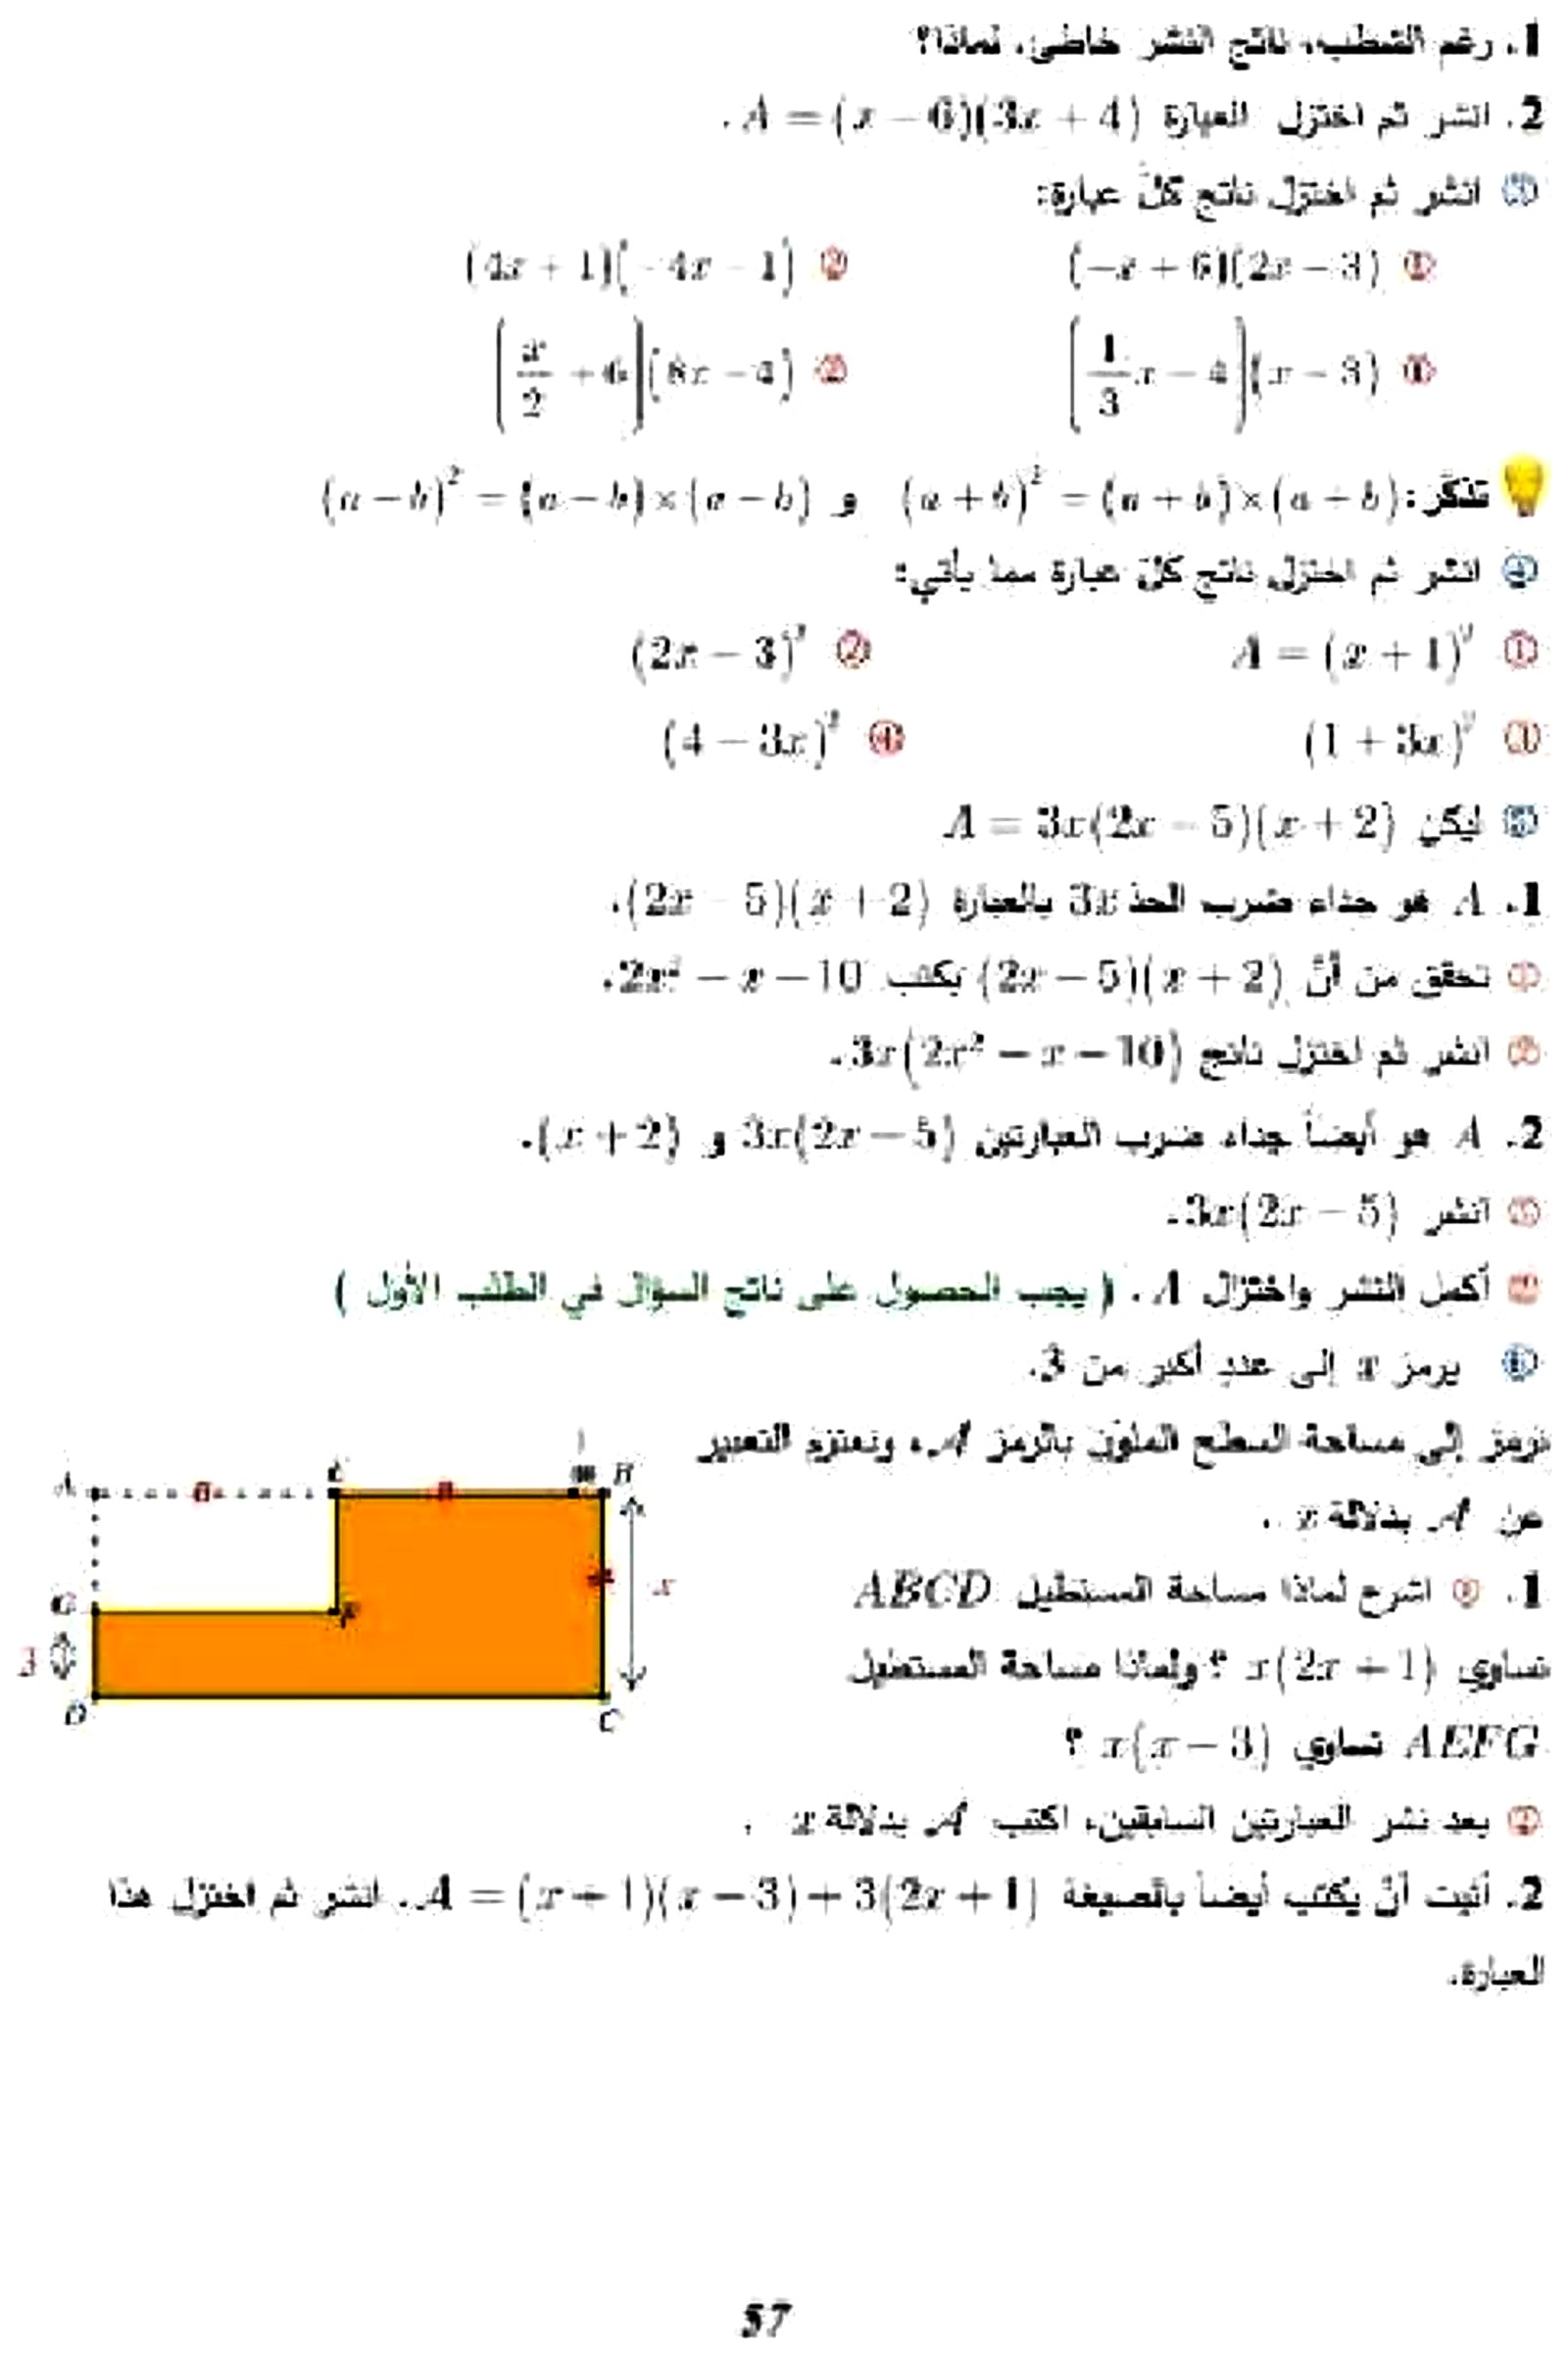 1. رغم الشطب، ناتج النشر خاطئ، لماذا؟
2. انشر ثم اختزل العبارة A = (x − 6)(3x + 4) .
③ انشر ثم اختزل ناتج كلّ عبارة:
① (−x + 6)(2x − 3) ② (4x + 1)(−4x − 1)
(1/3 x − 4)(x − 3) (x/2 + 6)(8x − 4)
تذكّر: (a + b)² = (a + b)×(a + b) و (a − b)² = (a − b)×(a − b)
④ انشر ثم اختزل ناتج كلّ عبارة مما يأتي:
① A = (x + 1)² ② (2x − 3)²
③ (1 + 3x)² ④ (4 − 3x)²
⑤ ليكن A = 3x(2x − 5)(x + 2)
1. A هو جداء ضرب الحدّ 3x بالعبارة (2x − 5)(x + 2).
① تحقق من أنّ (2x − 5)(x + 2) يكتب 2x² − x − 10.
② انشر ثم اختزل ناتج 3x(2x² − x − 10).
2. A هو أيضاً جداء ضرب العبارتين 3x(2x − 5) و (x + 2).
① انشر 3x(2x − 5).
② أكمل النشر واختزال A. ( يجب الحصول على ناتج السؤال في الطلب الأول )
⑥ يرمز x إلى عددٍ أكبر من 3.
نرمز إلى مساحة السطح الملوّن بالرمز A، ونعتزم التعبير
عن A بدلالة x .
1. ① اشرح لماذا مساحة المستطيل ABCD
تساوي x(2x + 1) ؟ ولماذا مساحة المستطيل
AEFG تساوي x(x − 3) ؟
② بعد نشر العبارتين السابقتين، اكتب A بدلالة x .
2. أثبت أنّ يكتب أيضاً بالصيغة A = (x + 1)(x − 3) + 3(2x + 1). انشر ثم اختزل هذا
العبارة.
A E 1 B
G F x
3
D C
57